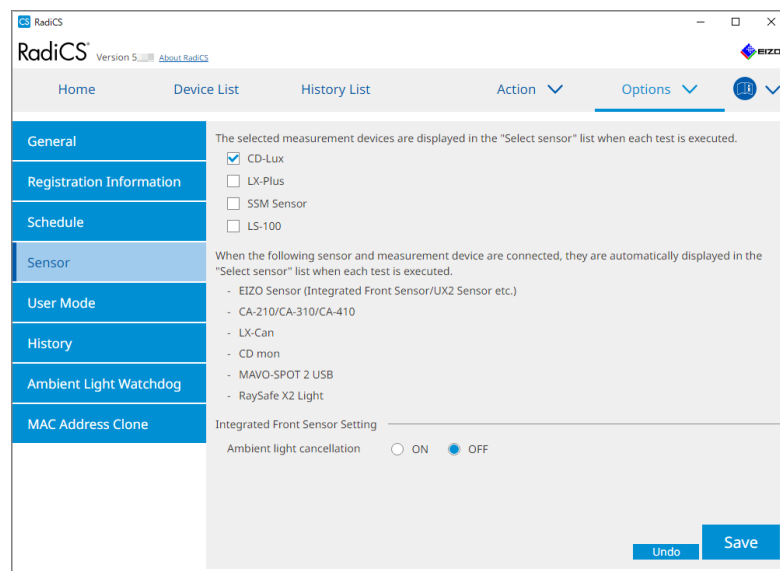 CS RadiCS
RadiCS® Version 5. About RadiCS
EIZO
Home Device List History List Action Options
General
Registration Information
Schedule
Sensor
User Mode
History
Ambient Light Watchdog
MAC Address Clone
The selected measurement devices are displayed in the "Select sensor" list when each test is executed.
CD-Lux
LX-Plus
SSM Sensor
LS-100
When the following sensor and measurement device are connected, they are automatically displayed in the
"Select sensor" list when each test is executed.
- EIZO Sensor (Integrated Front Sensor/UX2 Sensor etc.)
- CA-210/CA-310/CA-410
- LX-Can
- CD mon
- MAVO-SPOT 2 USB
- RaySafe X2 Light
Integrated Front Sensor Setting
Ambient light cancellation ON OFF
Undo Save